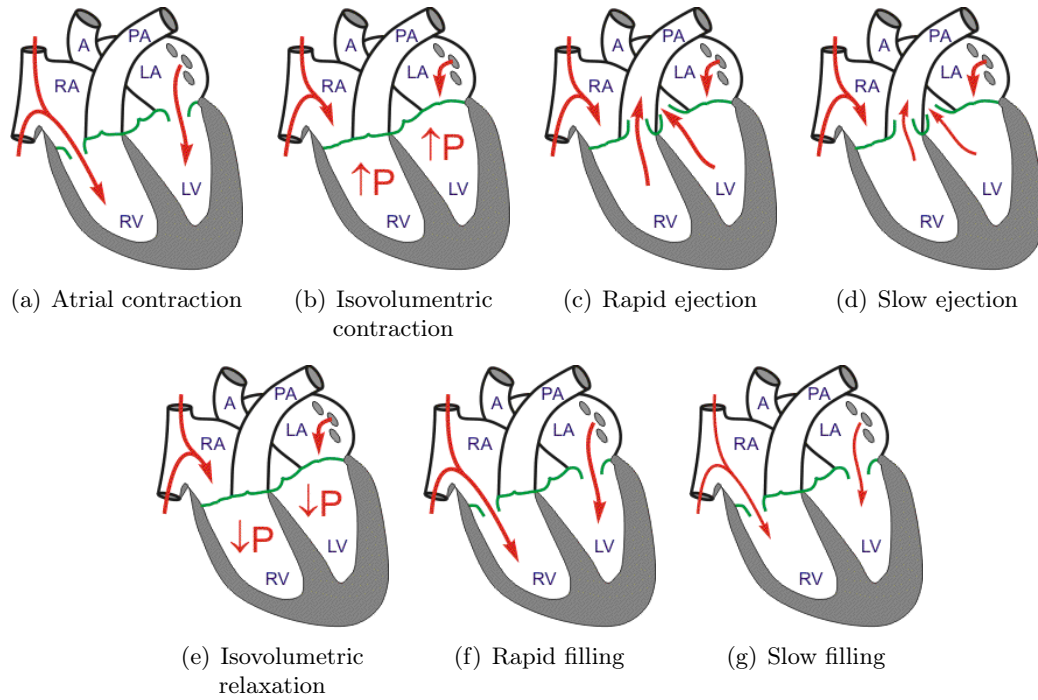 A PA
LA
RA
LV
RV
(a) Atrial contraction
A PA
LA
RA
↑P
↑P
LV
RV
(b) Isovolumentric
contraction
A PA
LA
RA
LV
RV
(c) Rapid ejection
A PA
LA
RA
LV
RV
(d) Slow ejection
A PA
LA
RA
↓P
↓P
LV
RV
(e) Isovolumetric
relaxation
A PA
LA
RA
LV
RV
(f) Rapid filling
A PA
LA
RA
LV
RV
(g) Slow filling